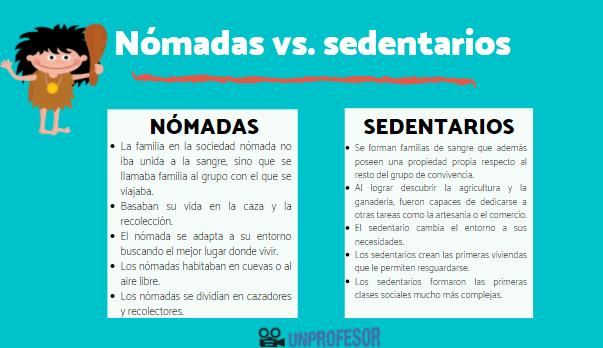 Nómadas vs. sedentarios
NÓMADAS
• La familia en la sociedad nómada no
iba unida a la sangre, sino que se
llamaba familia al grupo con el que se
viajaba.
• Basaban su vida en la caza y la
recolección.
• El nómada se adapta a su entorno
buscando el mejor lugar donde vivir.
• Los nómadas habitaban en cuevas o al
aire libre.
• Los nómadas se dividían en cazadores
y recolectores.
SEDENTARIOS
• Se forman familias de sangre que además
poseen una propiedad propia respecto al
resto del grupo de convivencia.
• Al lograr descubrir la agricultura y la
ganadería, fueron capaces de dedicarse a
otras tareas como la artesanía o el comercio.
• El sedentario cambia el entorno a sus
necesidades.
• Los sedentarios crean las primeras viviendas
que le permiten resguardarse.
• Los sedentarios formaron las primeras
clases sociales mucho más complejas.
UNPROFESOR